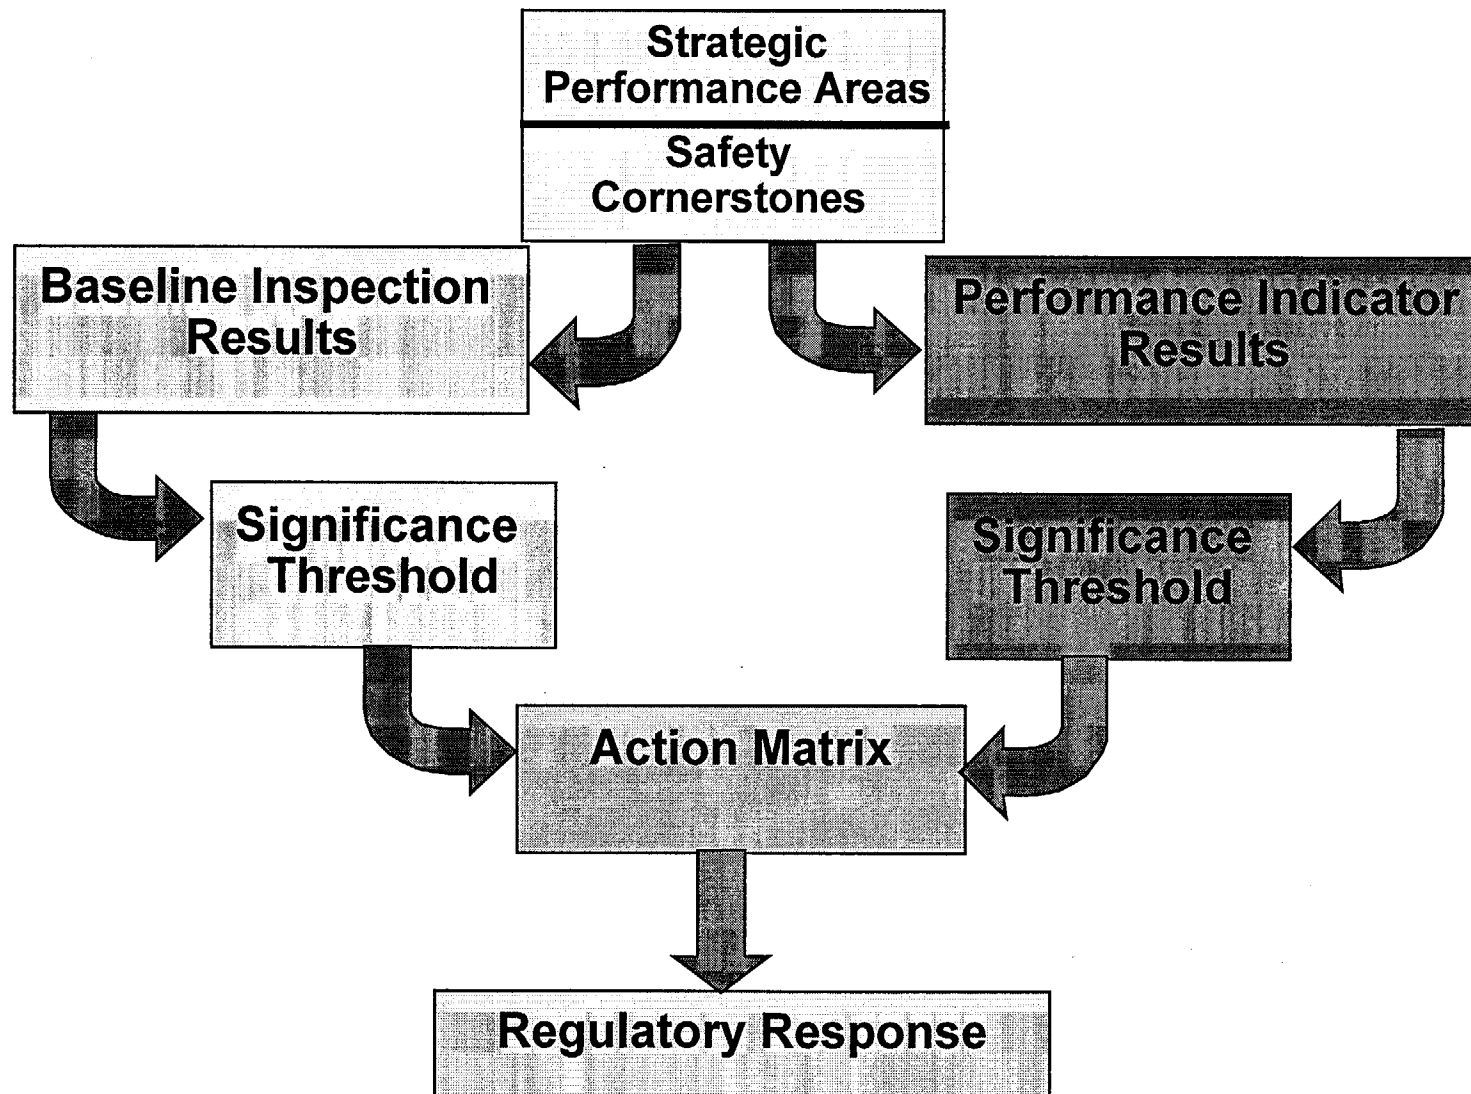 Strategic
Performance Areas
Safety
Cornerstones
Baseline Inspection
Results
Performance Indicator
Results
Significance
Threshold
Significance
Threshold
Action Matrix
Regulatory Response